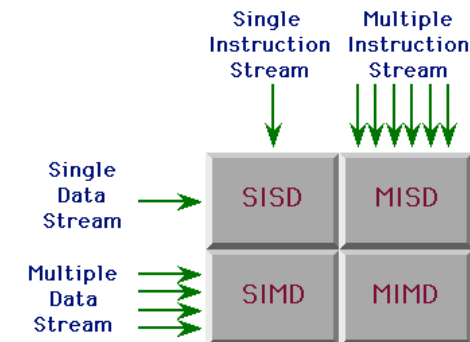 Single Multiple
Instruction Instruction
Stream Stream
Single
Data
Stream
SISD MISD
Multiple
Data
Stream
SIMD MIMD